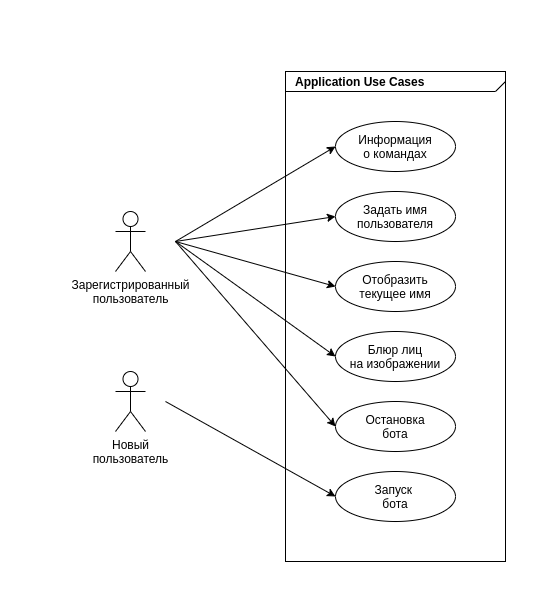 Application Use Cases
Информация
о командах
Задать имя
пользователя
Зарегистрированный
пользователь
Отобразить
текущее имя
Блюр лиц
на изображении
Новый
пользователь
Остановка
бота
Запуск
бота